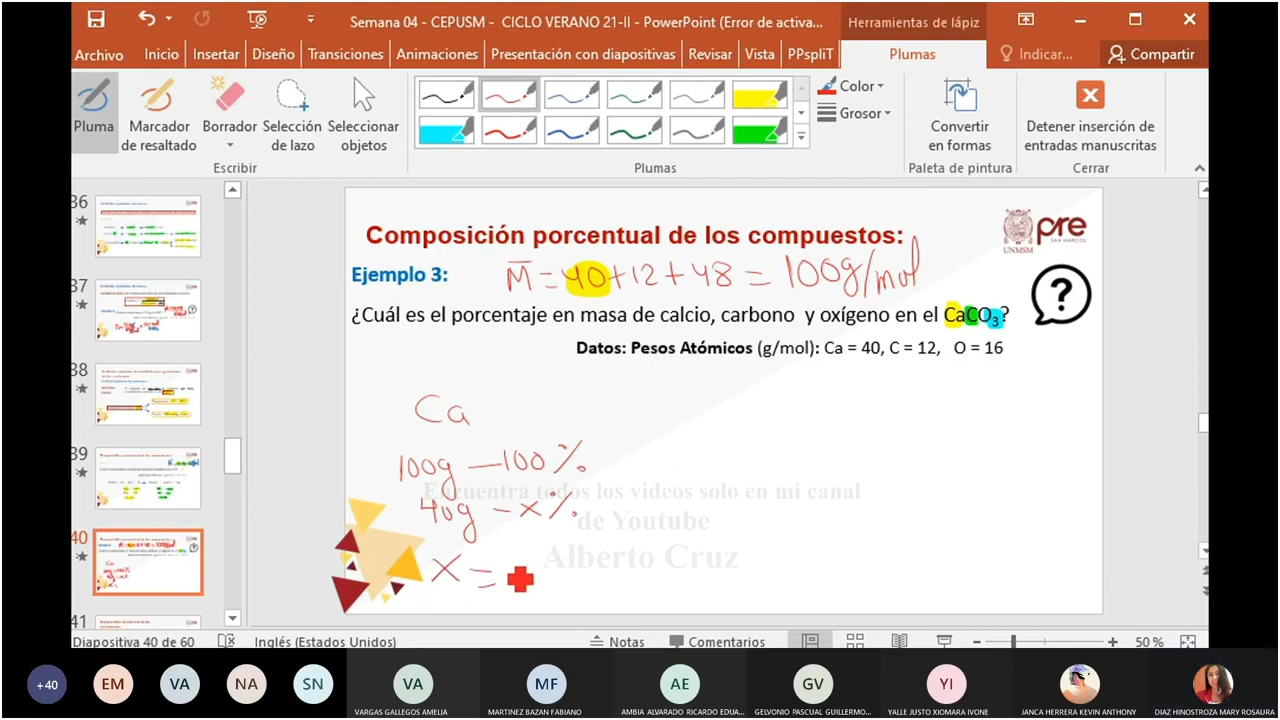 Semana 04 - CEPUSM - CICLO VERANO 21-II - PowerPoint (Error de activa...
Herramientas de lápiz
Archivo Inicio Insertar Diseño Transiciones Animaciones Presentación con diapositivas Revisar Vista PPspliT Plumas Indicar... Compartir
Pluma
Marcador de resaltado
Borrador
Selección de lazo
Seleccionar objetos
Color
Grosor
Convertir en formas
Detener inserción de entradas manuscritas
Escribir
Plumas
Paleta de pintura
Cerrar
36
37
38
39
40
41
Composición porcentual de los compuestos:
UNMSM
pre
SAN MARCOS
Ejemplo 3:
M̅ = 40 + 12 + 48 = 100g/mol
?
¿Cuál es el porcentaje en masa de calcio, carbono y oxigeno en el CaCO3?
Datos: Pesos Atómicos (g/mol): Ca = 40, C = 12, O = 16
Ca
100g — 100 %
Encuentra todos los videos solo en mi canal
40g – x %
de Youtube
Alberto Cruz
X =
Diapositiva 40 de 60
Inglés (Estados Unidos)
Notas
Comentarios
50 %
+40
EM
VA
NA
SN
VA
MF
AE
GV
YI
VARGAS GALLEGOS AMELIA
MARTINEZ BAZAN FABIANO
AMBIA ALVARADO RICARDO EDUA...
GELVONIO PASCUAL GUILLERMO...
YALLE JUSTO XIOMARA IVONE
JANCA HERRERA KEVIN ANTHONY
DIAZ HINOSTROZA MARY ROSAURA